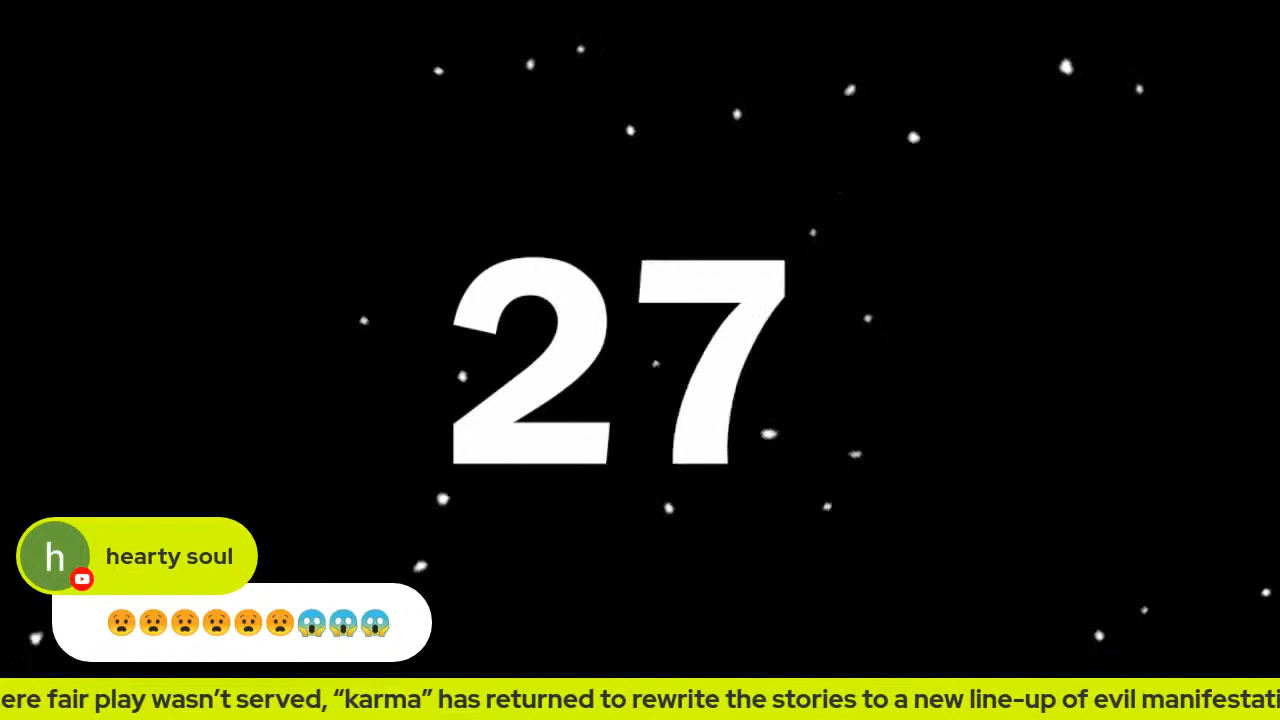 27
h
hearty soul
😧😧😧😧😧😧😱😱😱
ere fair play wasn’t served, “karma” has returned to rewrite the stories to a new line-up of evil manifestati